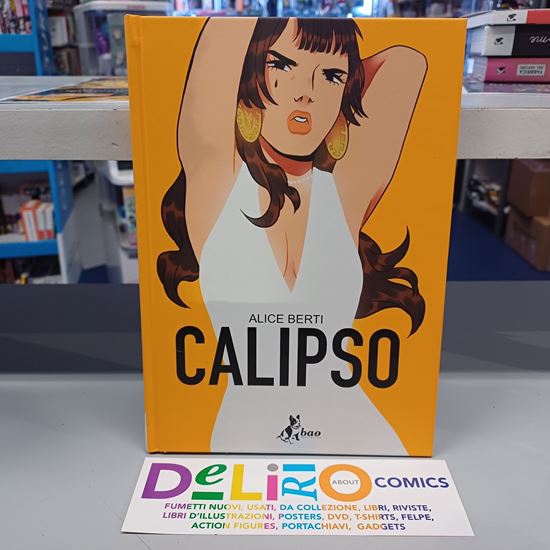 ALICE BERTI
CALIPSO
bao
DeLiRiO ABOUT COMICS
FUMETTI NUOVI, USATI, DA COLLEZIONE, LIBRI, RIVISTE,
LIBRI D'ILLUSTRAZIONI, POSTERS, DVD, T-SHIRTS, FELPE,
ACTION FIGURES, PORTACHIAVI, GADGETS